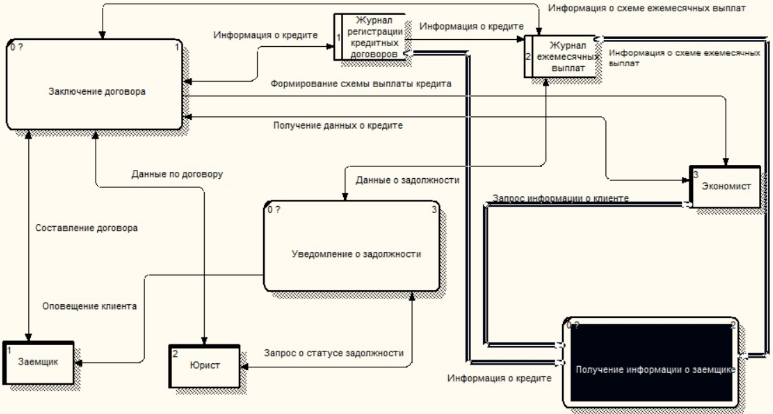 Информация о схеме ежемесячных выплат
Журнал
регистрации
кредитных
договоров
1
Информация о кредите
Информация о кредите
0 ?
1
Журнал
ежемесячных
выплат
2
Информация о схеме ежемесячных
выплат
Заключение договора
Формирование схемы выплаты кредита
Получение данных о кредите
Данные по договору
Данные о задолжности
3
Экономист
Запрос информации о клиенте
0 ?
3
Составление договора
Уведомление о задолжности
Оповещение клиента
0 ?
2
1
Заемщик
2
Юрист
Запрос о статусе задолжности
Получение информации о заемщике
Информация о кредите